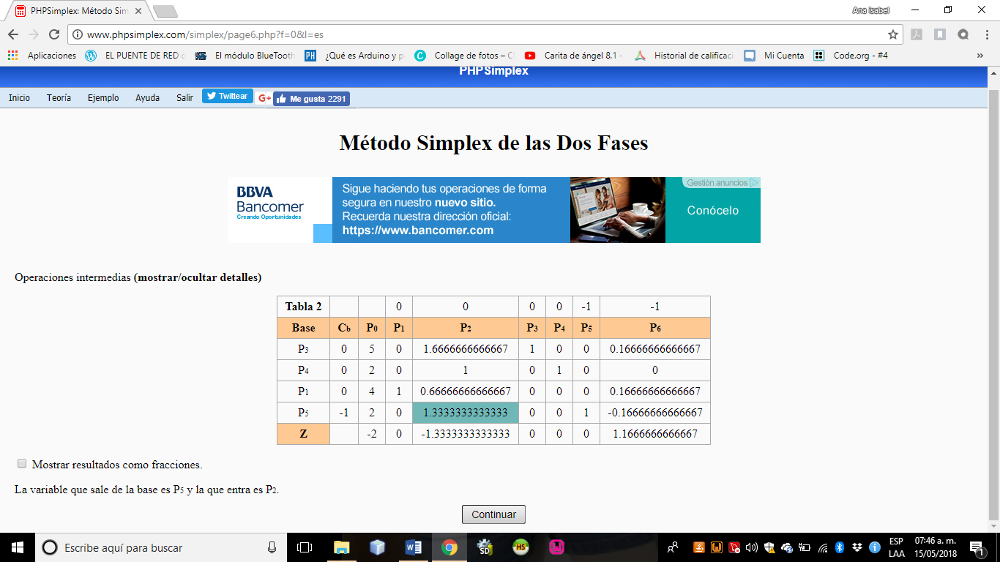 PHPSimplex: Método Sim
Ana isabel
www.phpsimplex.com/simplex/page6.php?f=0&l=es
Aplicaciones EL PUENTE DE RED El módulo BlueTooth ¿Qué es Arduino y p Collage de fotos – C Carita de ángel 8.1 - Historial de calificaci Mi Cuenta Code.org - #4 »
PHPSimplex
Inicio Teoría Ejemplo Ayuda Salir Twittear G+ Me gusta 2291
Método Simplex de las Dos Fases
BBVA
Bancomer
Creando Oportunidades
Sigue haciendo tus operaciones de forma
segura en nuestro nuevo sitio.
Recuerda nuestra dirección oficial:
https://www.bancomer.com
Gestión anuncios
Conócelo
Operaciones intermedias (mostrar/ocultar detalles)
Tabla 2 0 0 0 0 -1 -1
Base Cb P0 P1 P2 P3 P4 P5 P6
P3 0 5 0 1.6666666666667 1 0 0 0.16666666666667
P4 0 2 0 1 0 1 0 0
P1 0 4 1 0.66666666666667 0 0 0 0.16666666666667
P5 -1 2 0 1.3333333333333 0 0 1 -0.16666666666667
Z -2 0 -1.3333333333333 0 0 0 1.1666666666667
Mostrar resultados como fracciones.
La variable que sale de la base es P5 y la que entra es P2.
Continuar
Escribe aquí para buscar
SD
HS
ESP
LAA
07:46 a. m.
15/05/2018
1